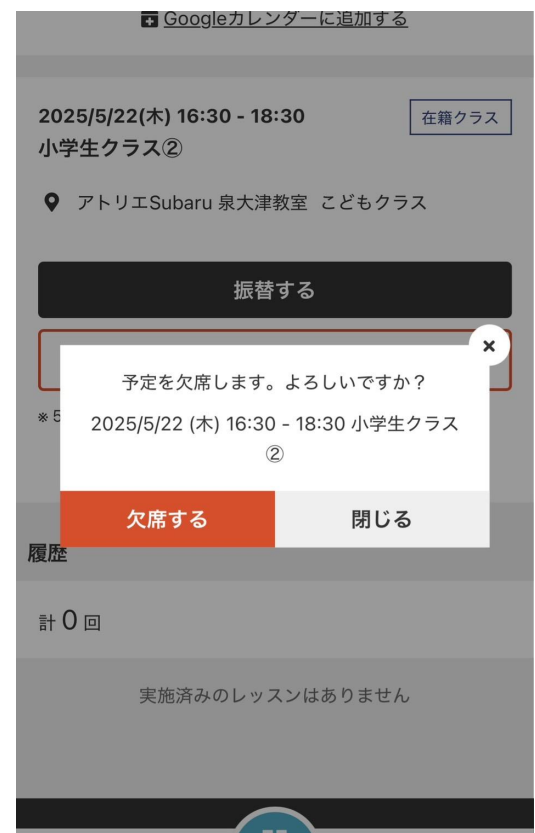 Googleカレンダーに追加する
2025/5/22(木) 16:30 - 18:30
在籍クラス
小学生クラス②
アトリエSubaru 泉大津教室 こどもクラス
振替する
※ 5
予定を欠席します。よろしいですか？
2025/5/22 (木) 16:30 - 18:30 小学生クラス
②
欠席する
閉じる
履歴
計 0 回
実施済みのレッスンはありません